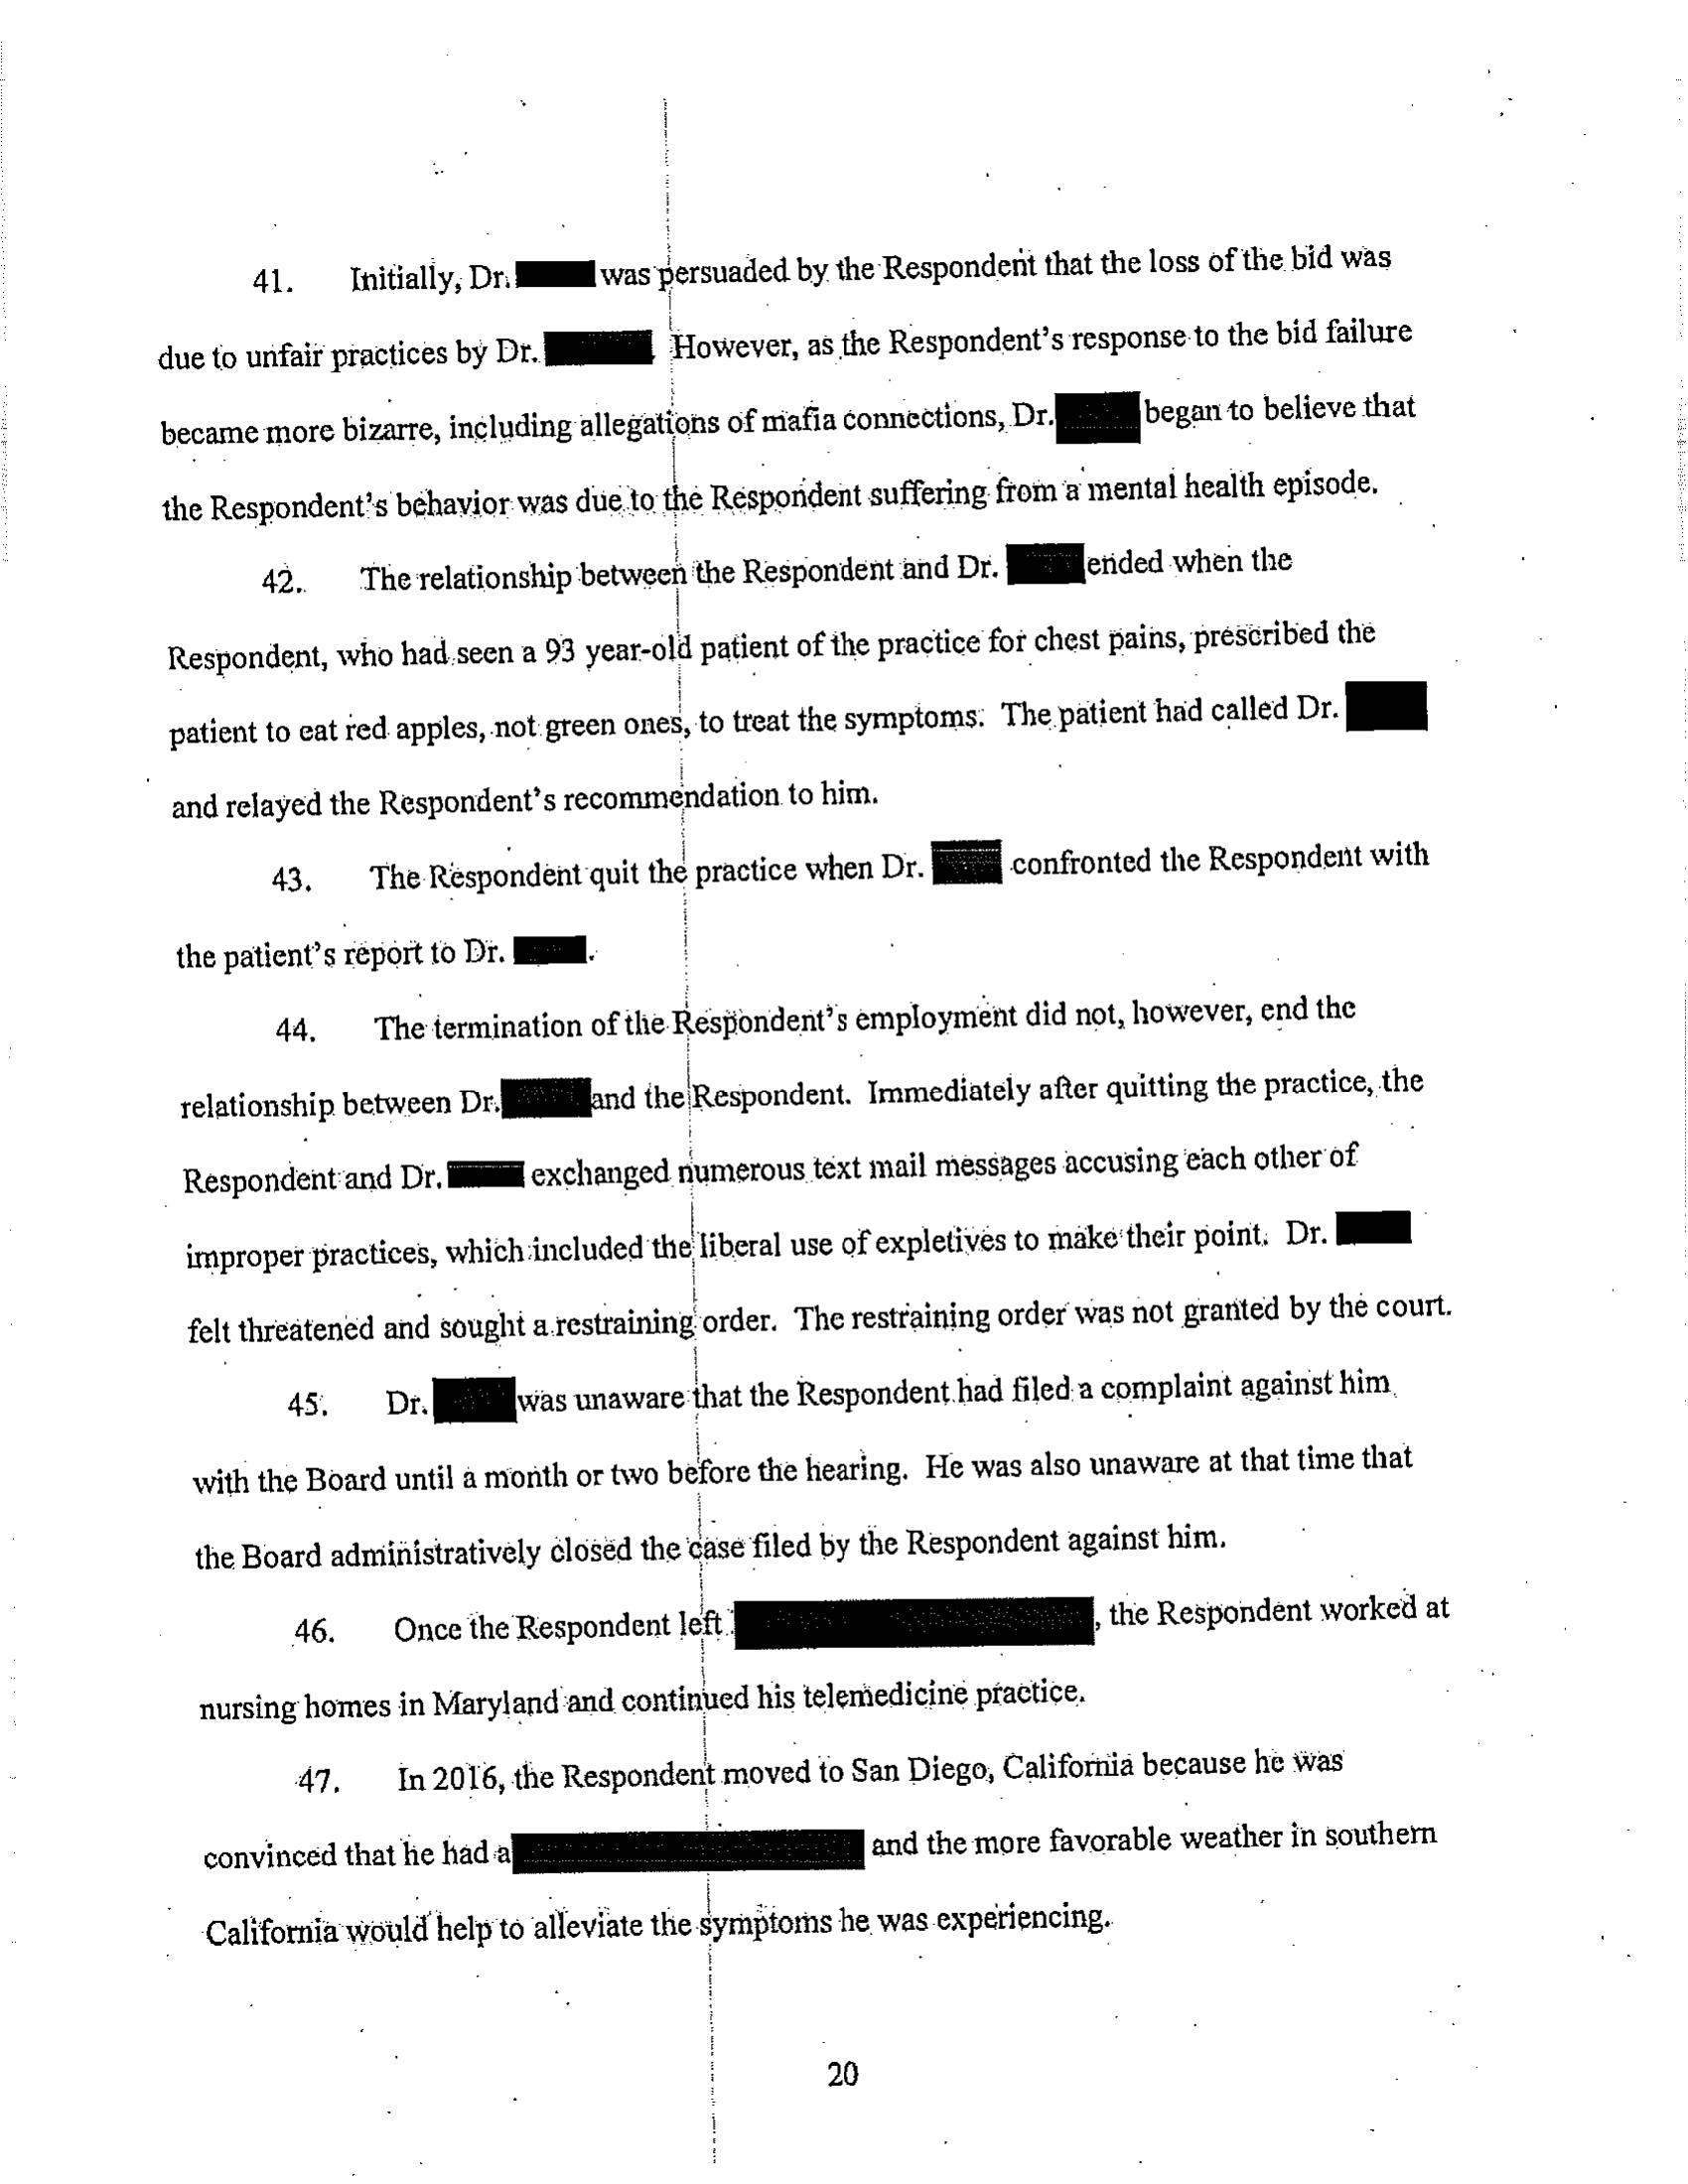 41. Initially, Dr. was persuaded by the Respondent that the loss of the bid was
due to unfair practices by Dr. However, as the Respondent's response to the bid failure
became more bizarre, including allegations of mafia connections, Dr. began to believe that
the Respondent's behavior was due to the Respondent suffering from a mental health episode.
42. The relationship between the Respondent and Dr. ended when the
Respondent, who had seen a 93 year-old patient of the practice for chest pains, prescribed the
patient to eat red apples, not green ones, to treat the symptoms. The patient had called Dr.
and relayed the Respondent's recommendation to him.
43. The Respondent quit the practice when Dr. confronted the Respondent with
the patient's report to Dr. .
44. The termination of the Respondent's employment did not, however, end the
relationship between Dr. and the Respondent. Immediately after quitting the practice, the
Respondent and Dr. exchanged numerous text mail messages accusing each other of
improper practices, which included the liberal use of expletives to make their point. Dr.
felt threatened and sought a restraining order. The restraining order was not granted by the court.
45. Dr. was unaware that the Respondent had filed a complaint against him
with the Board until a month or two before the hearing. He was also unaware at that time that
the Board administratively closed the case filed by the Respondent against him.
46. Once the Respondent left , the Respondent worked at
nursing homes in Maryland and continued his telemedicine practice.
47. In 2016, the Respondent moved to San Diego, California because he was
convinced that he had a and the more favorable weather in southern
California would help to alleviate the symptoms he was experiencing.
20